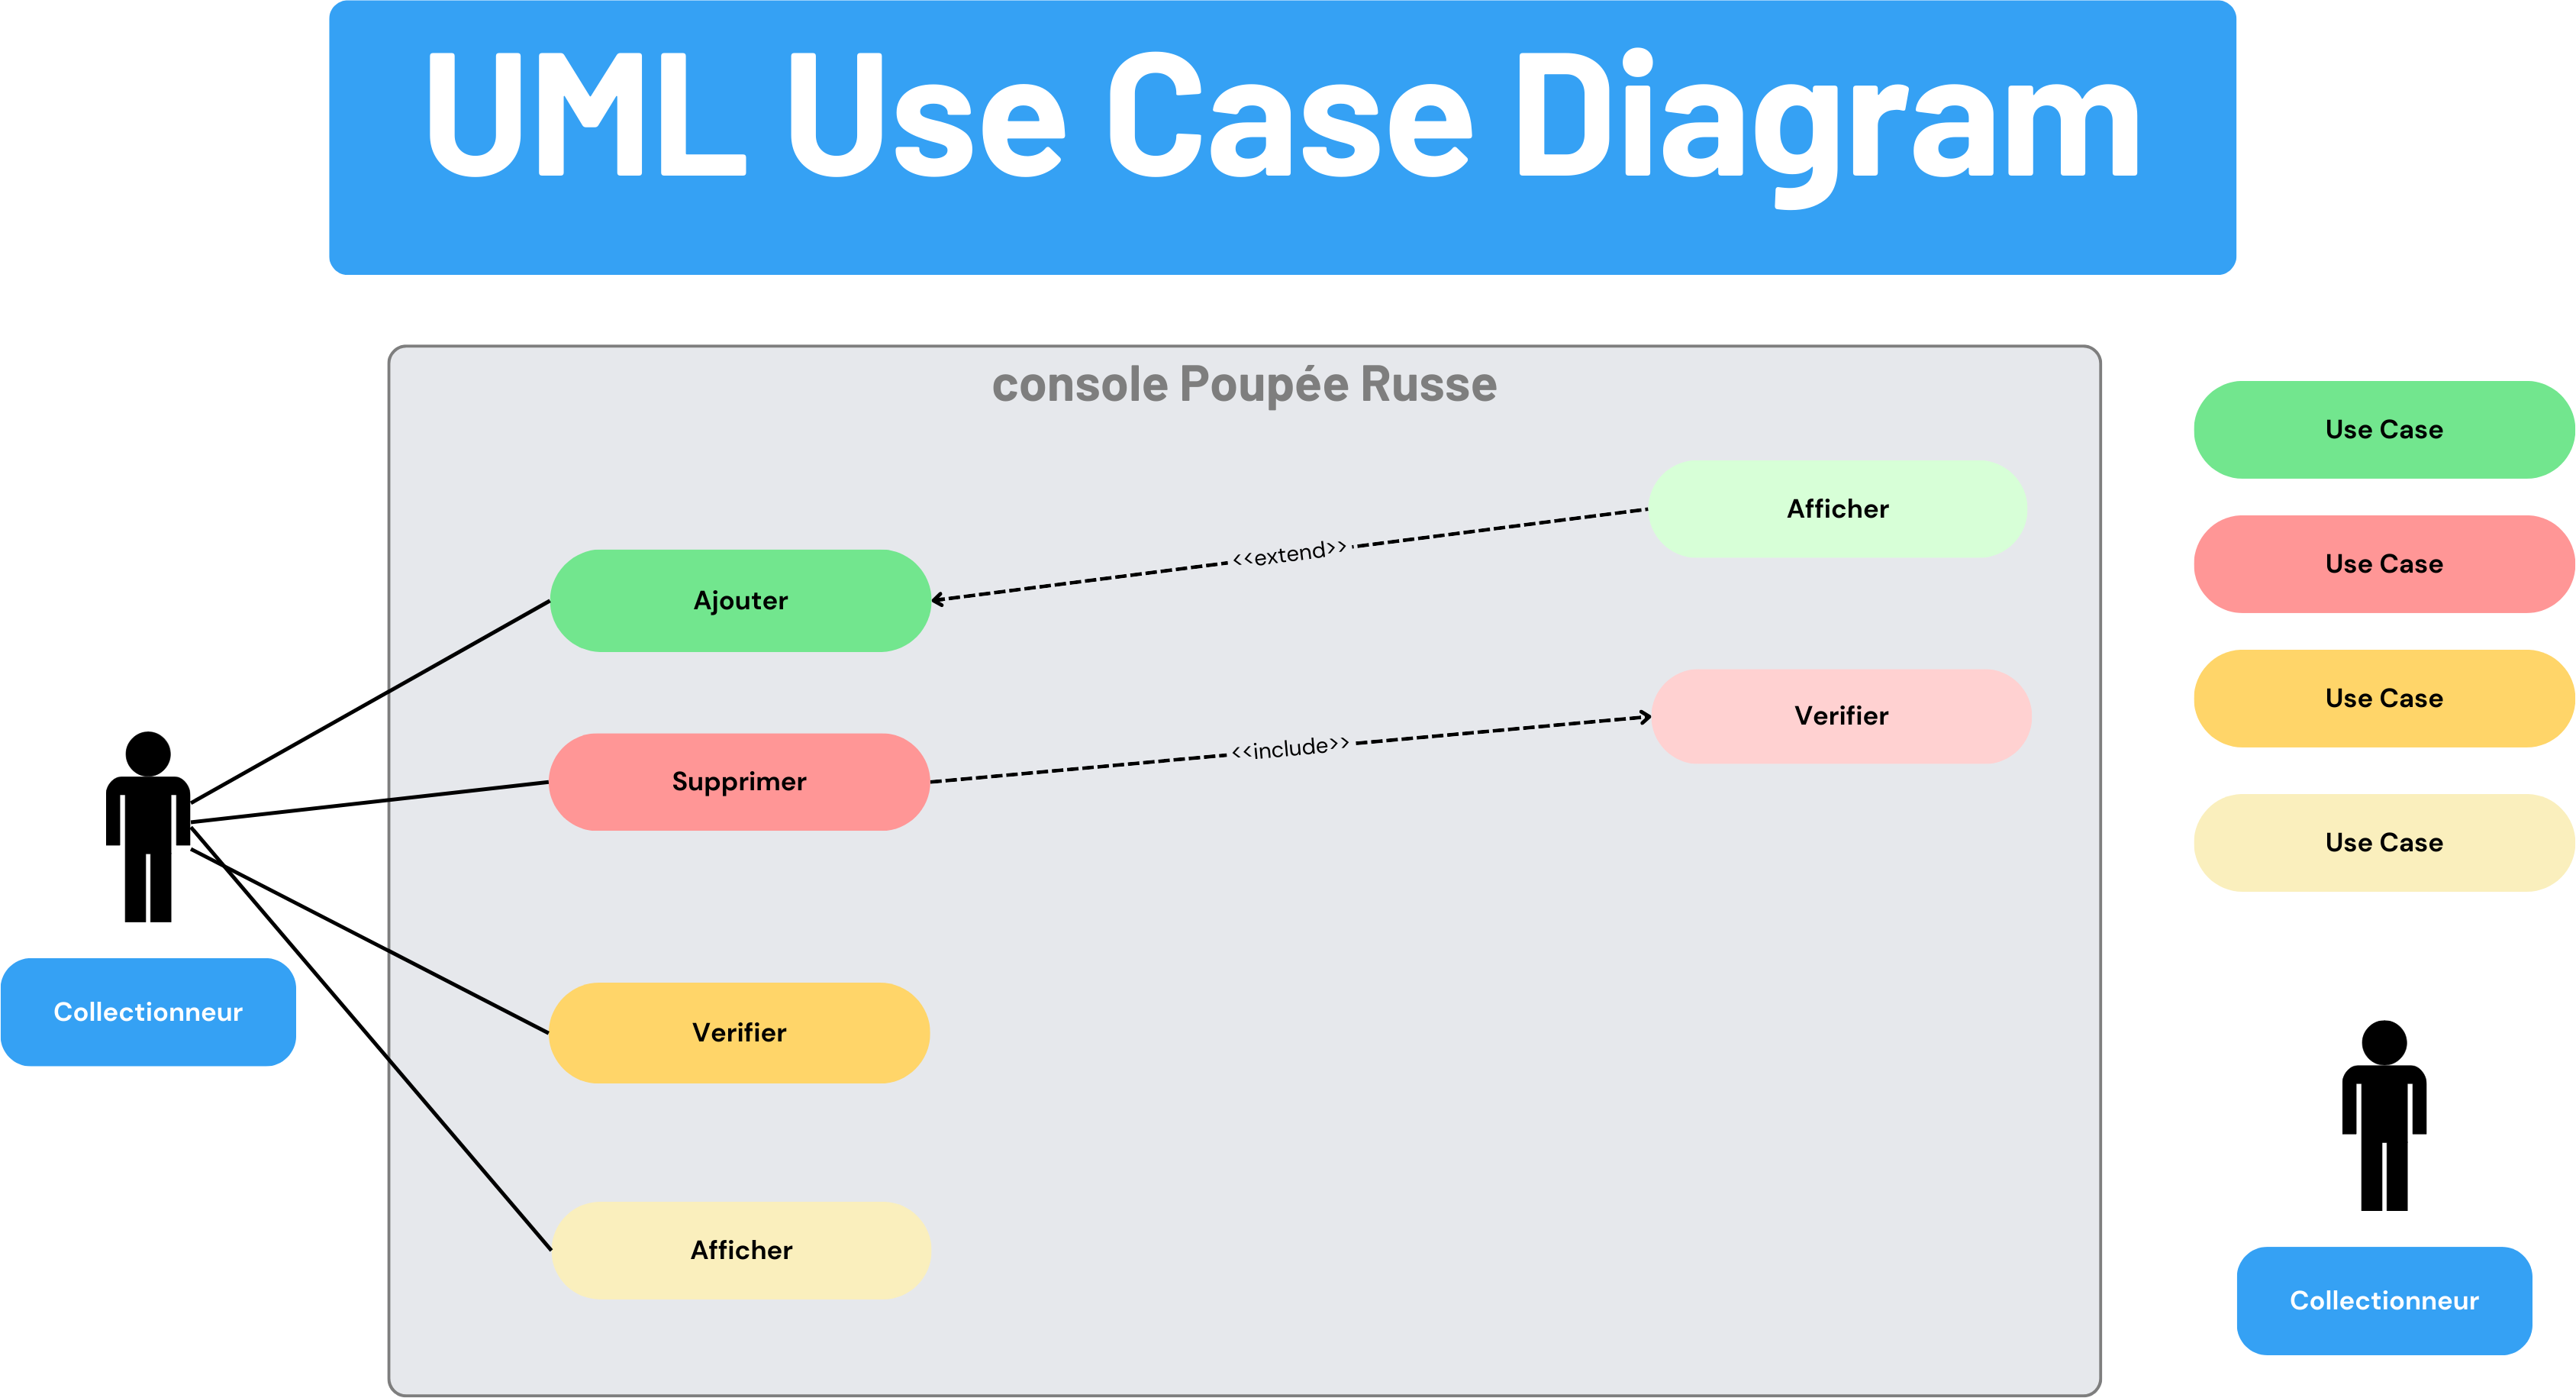 UML Use Case Diagram
console Poupée Russe
Afficher
<<extend>>
Ajouter
Verifier
<<include>>
Supprimer
Verifier
Afficher
Collectionneur
Use Case
Use Case
Use Case
Use Case
Collectionneur